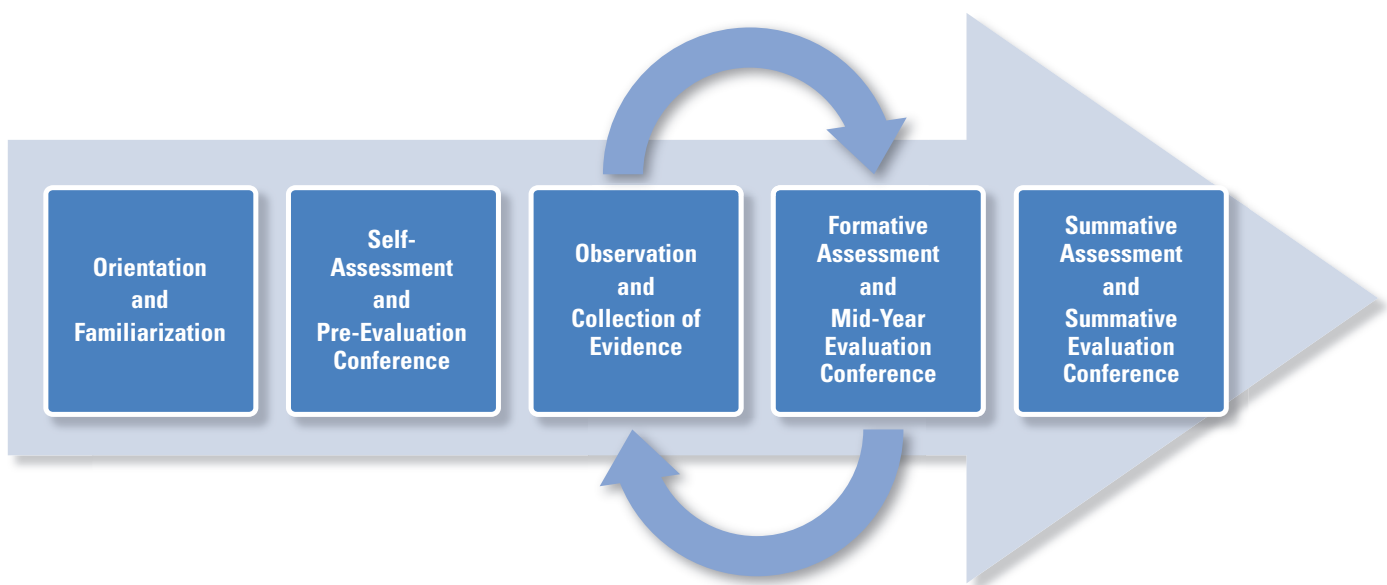 Orientation
and
Familiarization
Self-
Assessment
and
Pre-Evaluation
Conference
Observation
and
Collection of
Evidence
Formative
Assessment
and
Mid-Year
Evaluation
Conference
Summative
Assessment
and
Summative
Evaluation
Conference